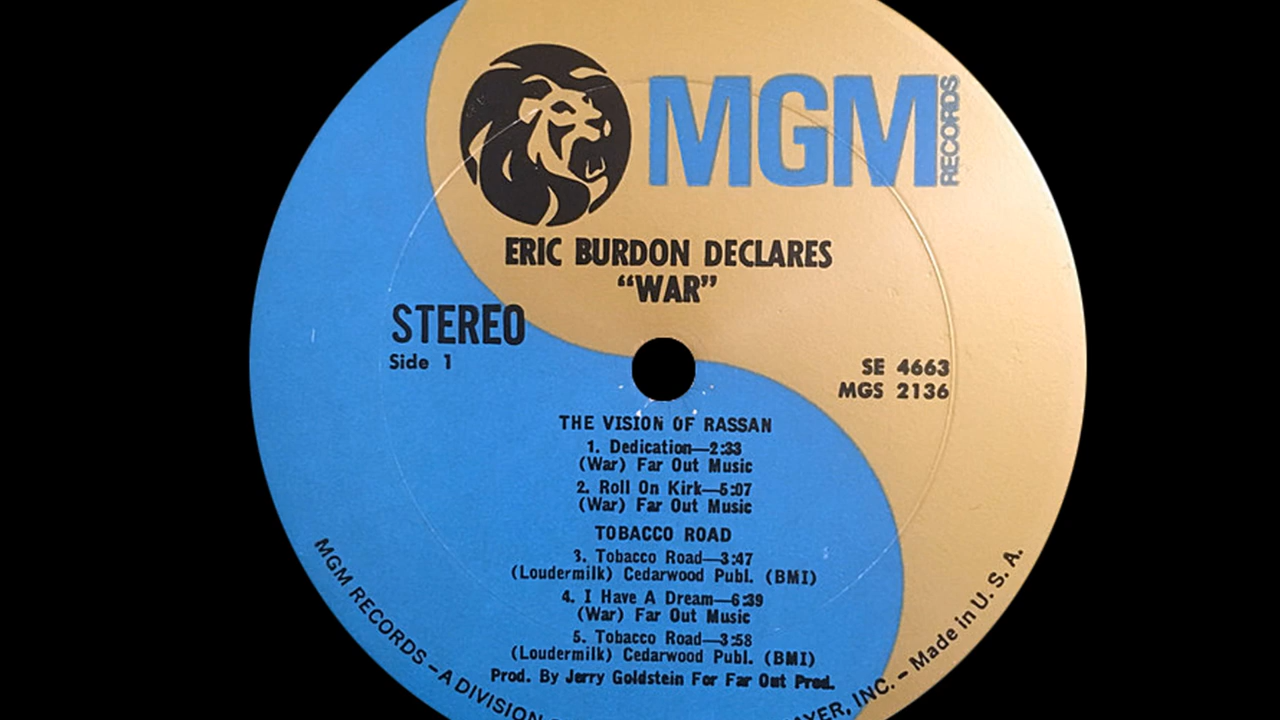 MGM
RECORDS
ERIC BURDON DECLARES
“WAR”
STEREO
Side 1
SE 4663
MGS 2136
THE VISION OF RASSAN
1. Dedication—2:33
(War) Far Out Music
2. Roll On Kirk—5:07
(War) Far Out Music
TOBACCO ROAD
3. Tobacco Road—3:47
(Loudermilk) Cedarwood Publ. (BMI)
4. I Have A Dream—6:39
(War) Far Out Music
5. Tobacco Road—3:58
(Loudermilk) Cedarwood Publ. (BMI)
Prod. By Jerry Goldstein For Far Out Prod.
MGM RECORDS – A DIVISION INC. – Made in U. S. A.